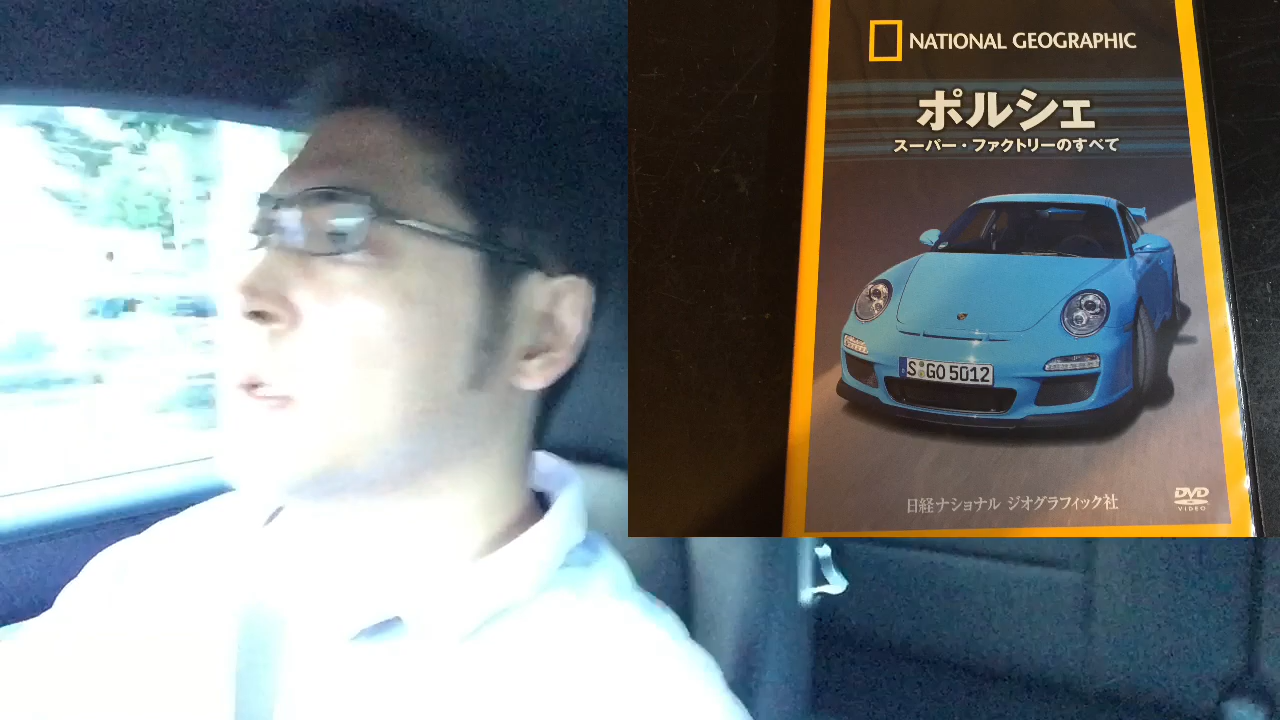 NATIONAL GEOGRAPHIC
ポルシェ
スーパー・ファクトリーのすべて
S GO 5012
日経ナショナル ジオグラフィック社
DVD
VIDEO